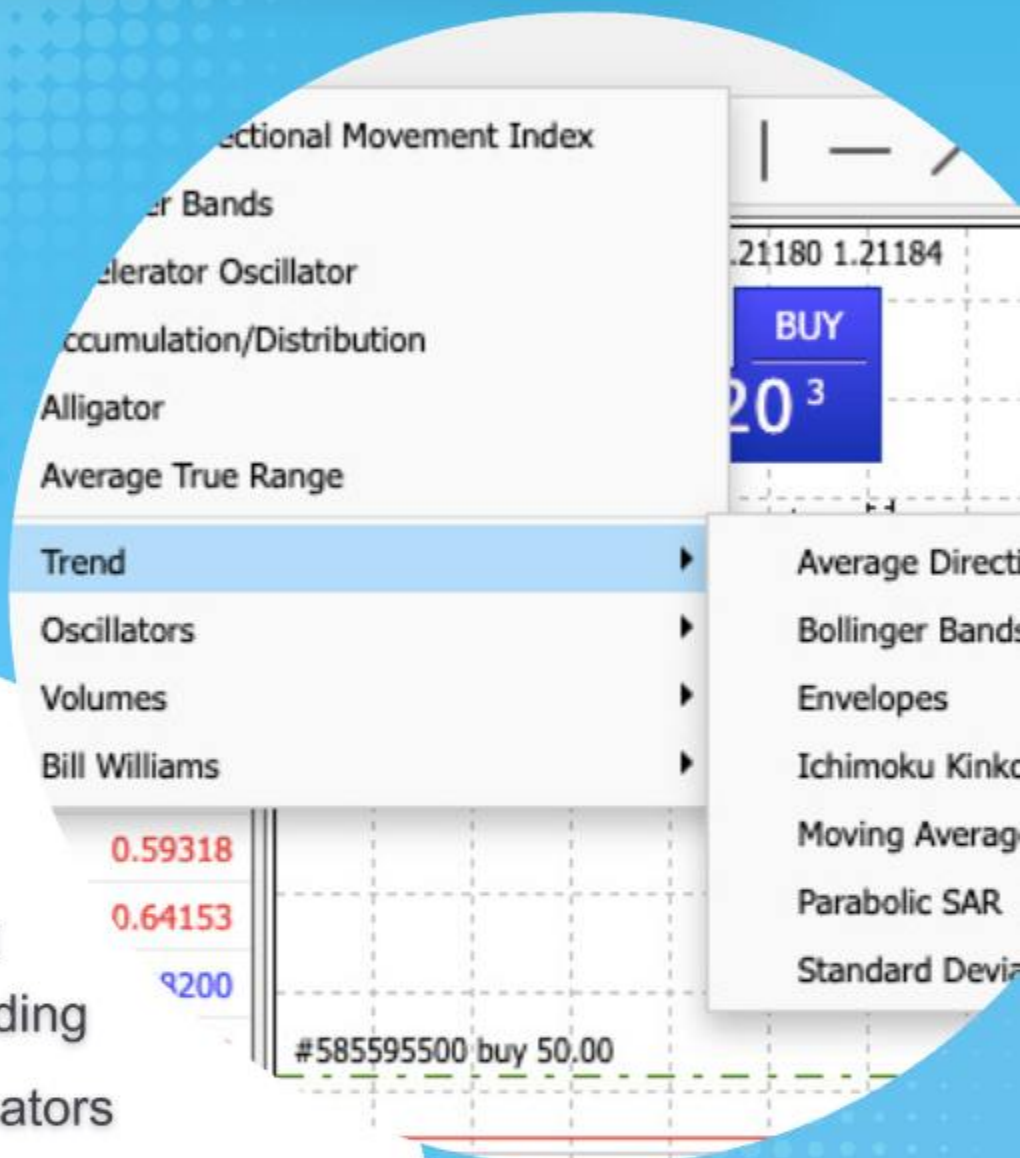 ectional Movement Index
er Bands
elerator Oscillator
ccumulation/Distribution
Alligator
Average True Range
Trend
Oscillators
Volumes
Bill Williams
.21180 1.21184
BUY
20 3
Average Directi
Bollinger Bands
Envelopes
Ichimoku Kinko
Moving Average
Parabolic SAR
Standard Devia
0.59318
0.64153
8200
#585595500 buy 50.00
ding
ators